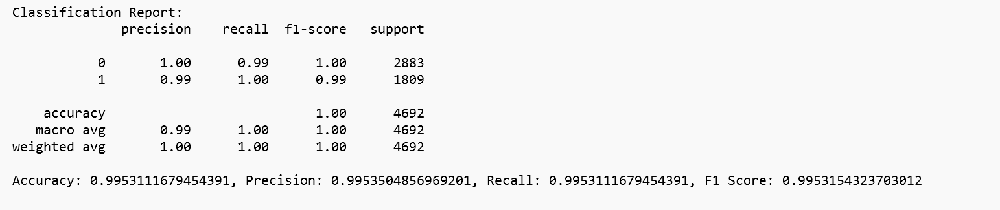 Classification Report:
precision recall f1-score support
0 1.00 0.99 1.00 2883
1 0.99 1.00 0.99 1809
accuracy 1.00 4692
macro avg 0.99 1.00 1.00 4692
weighted avg 1.00 1.00 1.00 4692
Accuracy: 0.9953111679454391, Precision: 0.9953504856969201, Recall: 0.9953111679454391, F1 Score: 0.9953154323703012